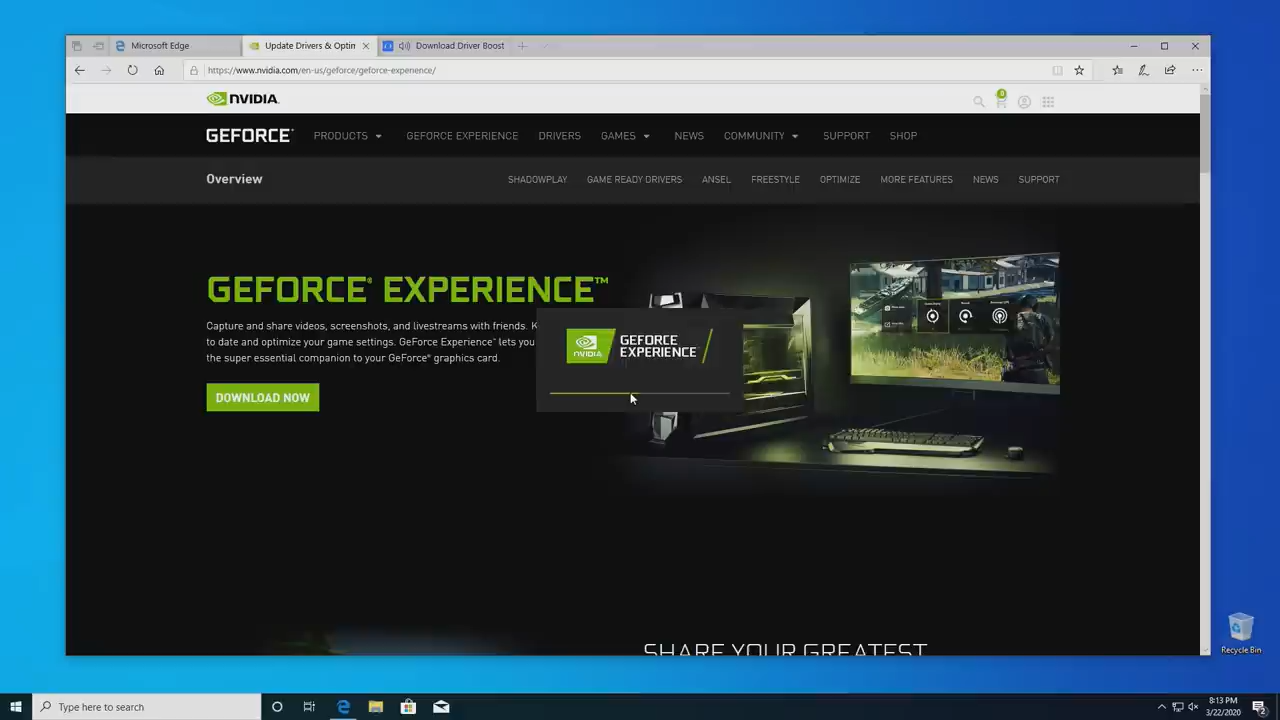 Microsoft Edge
Update Drivers & Optin
Download Driver Boost
https://www.nvidia.com/en-us/geforce/geforce-experience/
NVIDIA.
0
GEFORCE
PRODUCTS
GEFORCE EXPERIENCE
DRIVERS
GAMES
NEWS
COMMUNITY
SUPPORT
SHOP
Overview
SHADOWPLAY
GAME READY DRIVERS
ANSEL
FREESTYLE
OPTIMIZE
MORE FEATURES
NEWS
SUPPORT
GEFORCE® EXPERIENCE™
Capture and share videos, screenshots, and livestreams with friends. K
to date and optimize your game settings. GeForce Experience™ lets you
the super essential companion to your GeForce® graphics card.
DOWNLOAD NOW
NVIDIA
GEFORCE
EXPERIENCE
SHARE YOUR GREATEST
Recycle Bin
Type here to search
8:13 PM
3/22/2020
2